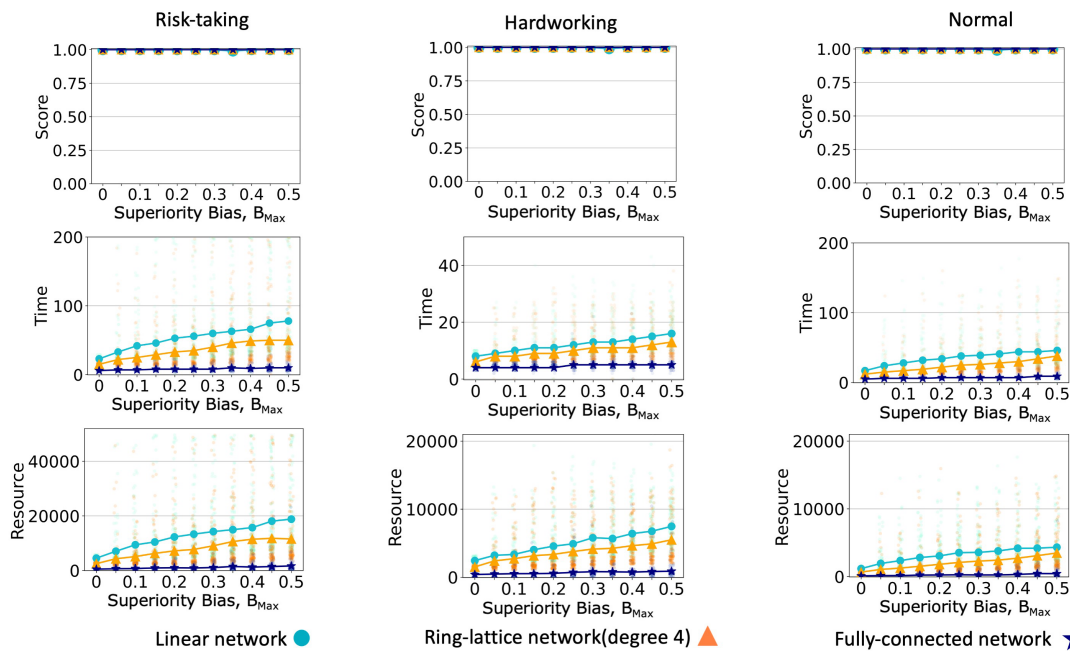 Risk-taking
Hardworking
Normal
1.00
0.75
0.50
0.25
0.00
Score
0 0.1 0.2 0.3 0.4 0.5
Superiority Bias, BMax
1.00
0.75
0.50
0.25
0.00
Score
0 0.1 0.2 0.3 0.4 0.5
Superiority Bias, BMax
1.00
0.75
0.50
0.25
0.00
Score
0 0.1 0.2 0.3 0.4 0.5
Superiority Bias, BMax
200
100
0
Time
0 0.1 0.2 0.3 0.4 0.5
Superiority Bias, BMax
40
20
0
Time
0 0.1 0.2 0.3 0.4 0.5
Superiority Bias, BMax
200
100
0
Time
0 0.1 0.2 0.3 0.4 0.5
Superiority Bias, BMax
40000
20000
0
Resource
0 0.1 0.2 0.3 0.4 0.5
Superiority Bias, BMax
20000
10000
0
Resource
0 0.1 0.2 0.3 0.4 0.5
Superiority Bias, BMax
20000
10000
0
Resource
0 0.1 0.2 0.3 0.4 0.5
Superiority Bias, BMax
Linear network
Ring-lattice network(degree 4)
Fully-connected network